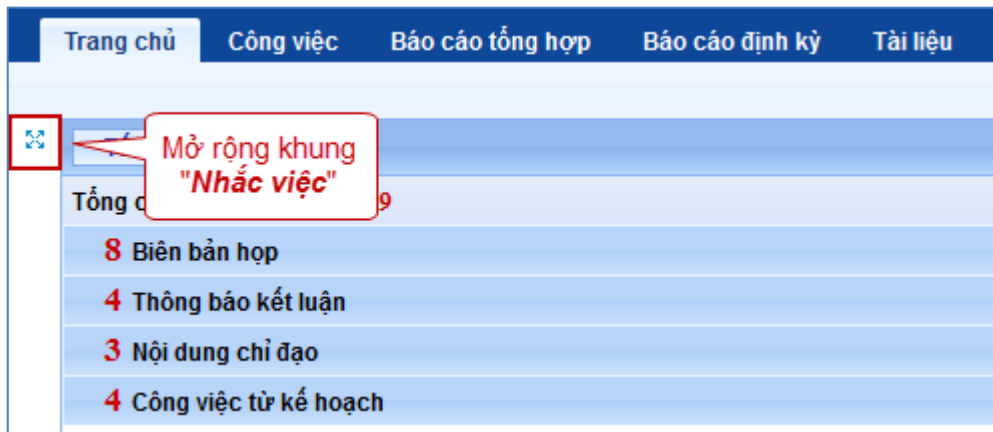 Trang chủ Công việc Báo cáo tổng hợp Báo cáo định kỳ Tài liệu
Mở rộng khung
"Nhắc việc"
Tổng 9
8 Biên bản họp
4 Thông báo kết luận
3 Nội dung chỉ đạo
4 Công việc từ kế hoạch